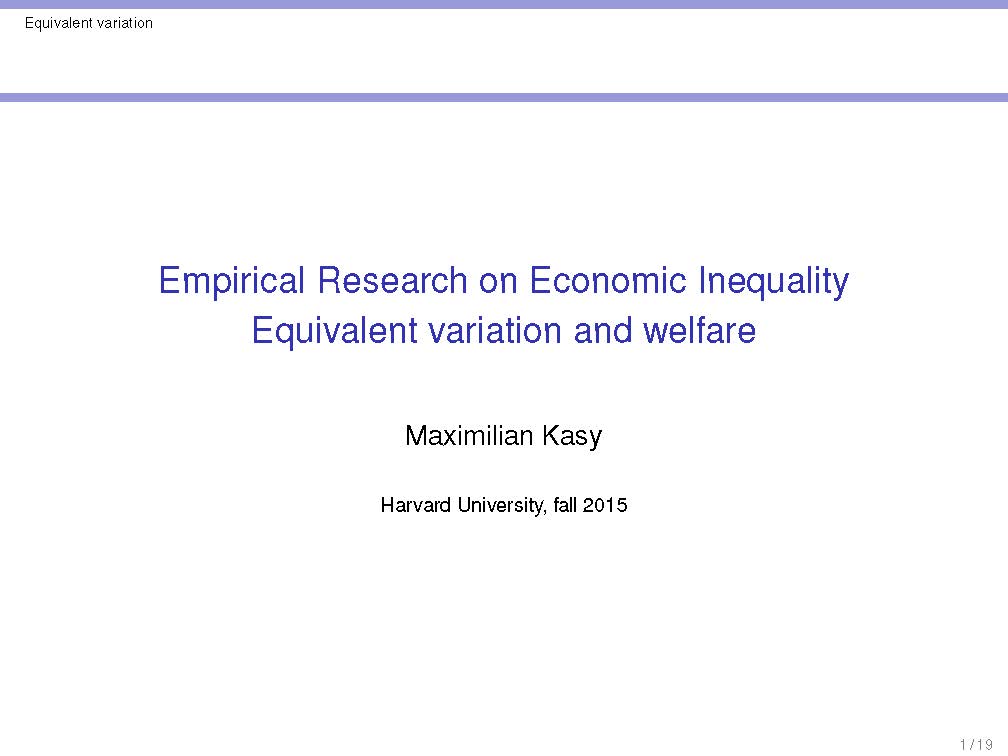 Equivalent variation
Empirical Research on Economic Inequality
Equivalent variation and welfare
Maximilian Kasy
Harvard University, fall 2015
1 / 19